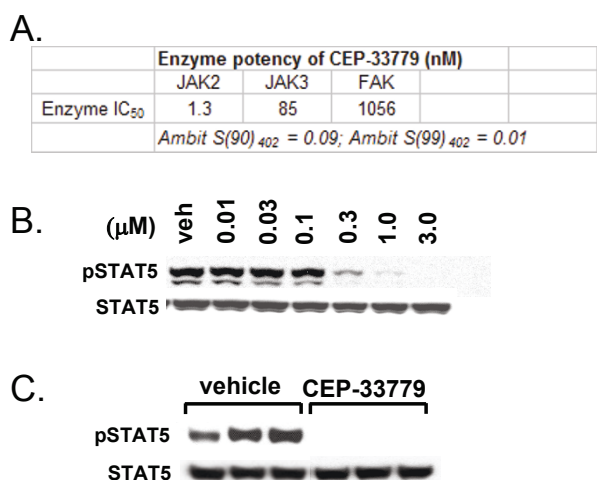 A.
Enzyme potency of CEP-33779 (nM)
JAK2 JAK3 FAK
Enzyme IC50 1.3 85 1056
Ambit S(90)402 = 0.09; Ambit S(99)402 = 0.01
B.
(μM) veh 0.01 0.03 0.1 0.3 1.0 3.0
pSTAT5
STAT5
C.
vehicle CEP-33779
pSTAT5
STAT5